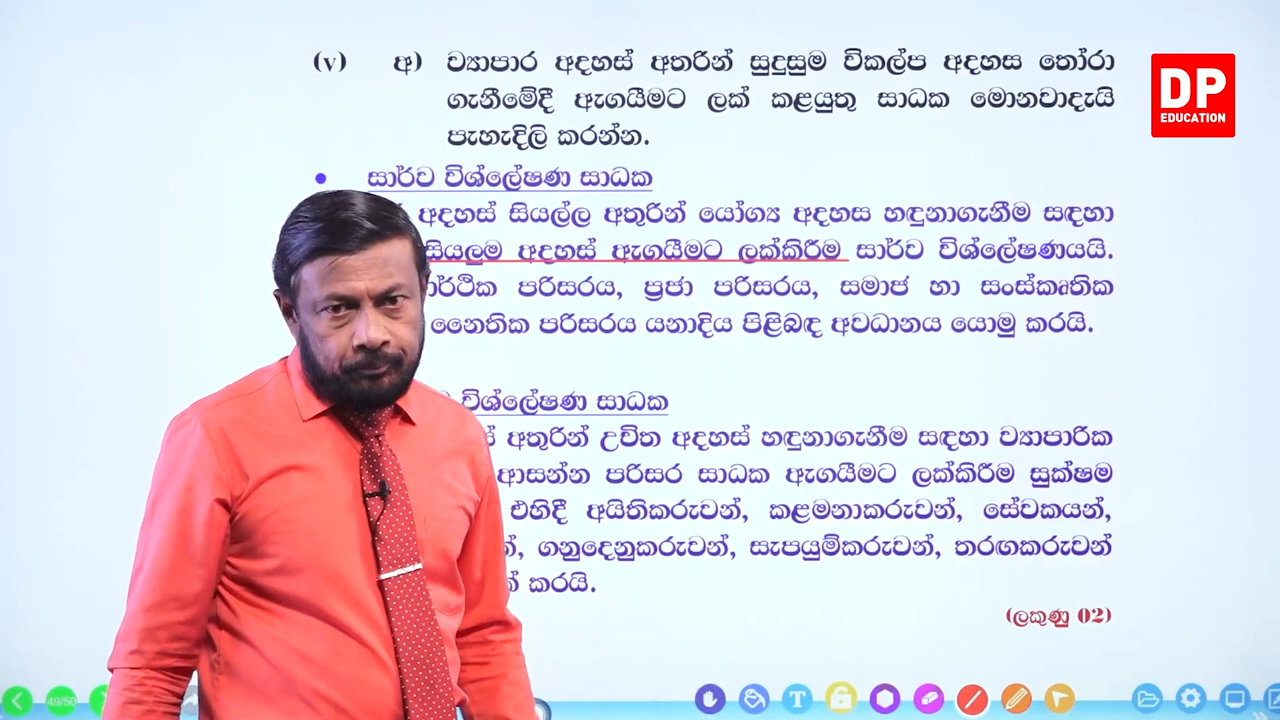 (v) අ) ව්‍යාපාර අදහස් අතරින් සුදුසුම විකල්ප අදහස තෝරා
ගැනීමේදී ඇගයීමට ලක් කළයුතු සාධක මොනවාදැයි
පැහැදිලි කරන්න.
DP
EDUCATION
• සාර්ව විශ්ලේෂණ සාධක
අදහස් සියල්ල අතුරින් යෝග්‍ය අදහස හඳුනාගැනීම සඳහා
සියලුම අදහස් ඇගයීමට ලක්කිරීම සාර්ව විශ්ලේෂණයයි.
පරිසරය, ප්‍රජා පරිසරය, සමාජ හා සංස්කෘතික
නෛතික පරිසරය යනාදිය පිළිබඳ අවධානය යොමු කරයි.
විශ්ලේෂණ සාධක
අතුරින් උචිත අදහස් හඳුනාගැනීම සඳහා ව්‍යාපාරික
ආසන්න පරිසර සාධක ඇගයීමට ලක්කිරීම සුක්ෂම
එහිදී අයිතිකරුවන්, කළමනාකරුවන්, සේවකයන්,
ගනුදෙනුකරුවන්, සැපයුම්කරුවන්, තරඟකරුවන්
කරයි.
(ලකුණු 02)
49/50